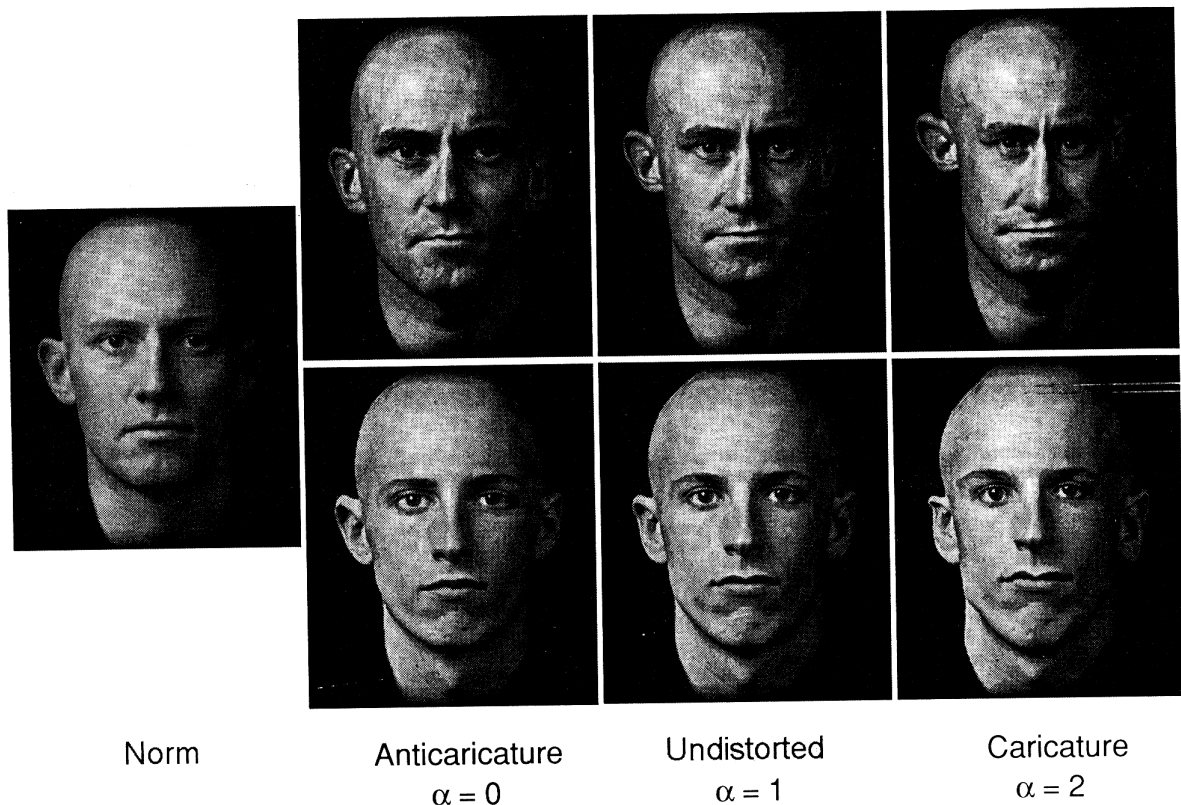 Norm
Anticaricature
α = 0
Undistorted
α = 1
Caricature
α = 2